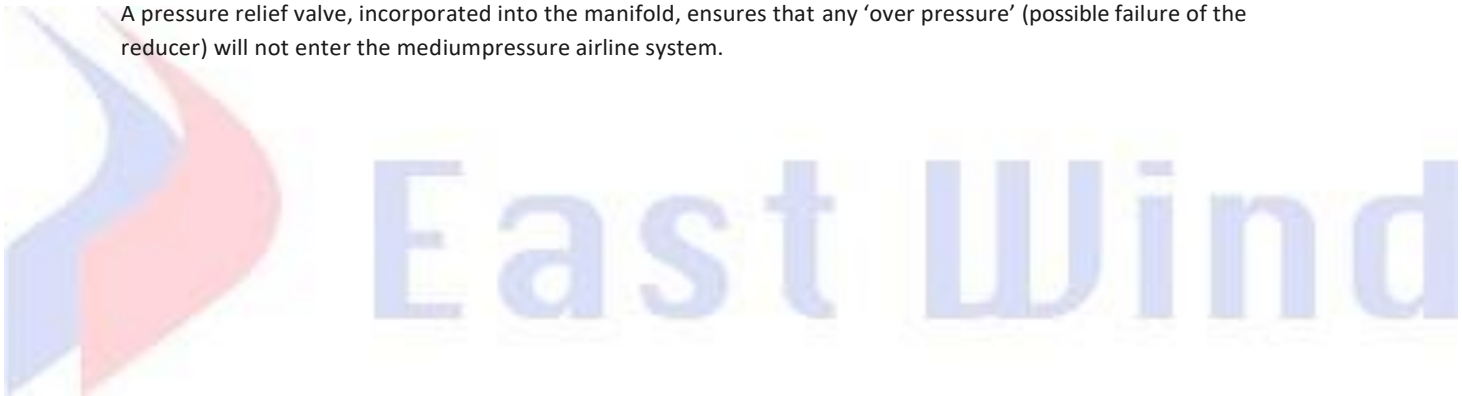 A pressure relief valve, incorporated into the manifold, ensures that any ‘over pressure’ (possible failure of the
reducer) will not enter the mediumpressure airline system.
East Wind